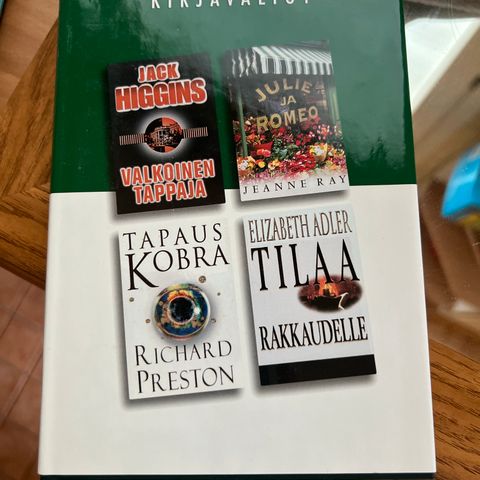 KIRJAVALIOT
JACK
HIGGINS
VALKOINEN
TAPPAJA
JULIE
JA
ROMEO
JEANNE RAY
TAPAUS
KOBRA
RICHARD
PRESTON
ELIZABETH ADLER
TILAA
RAKKAUDELLE